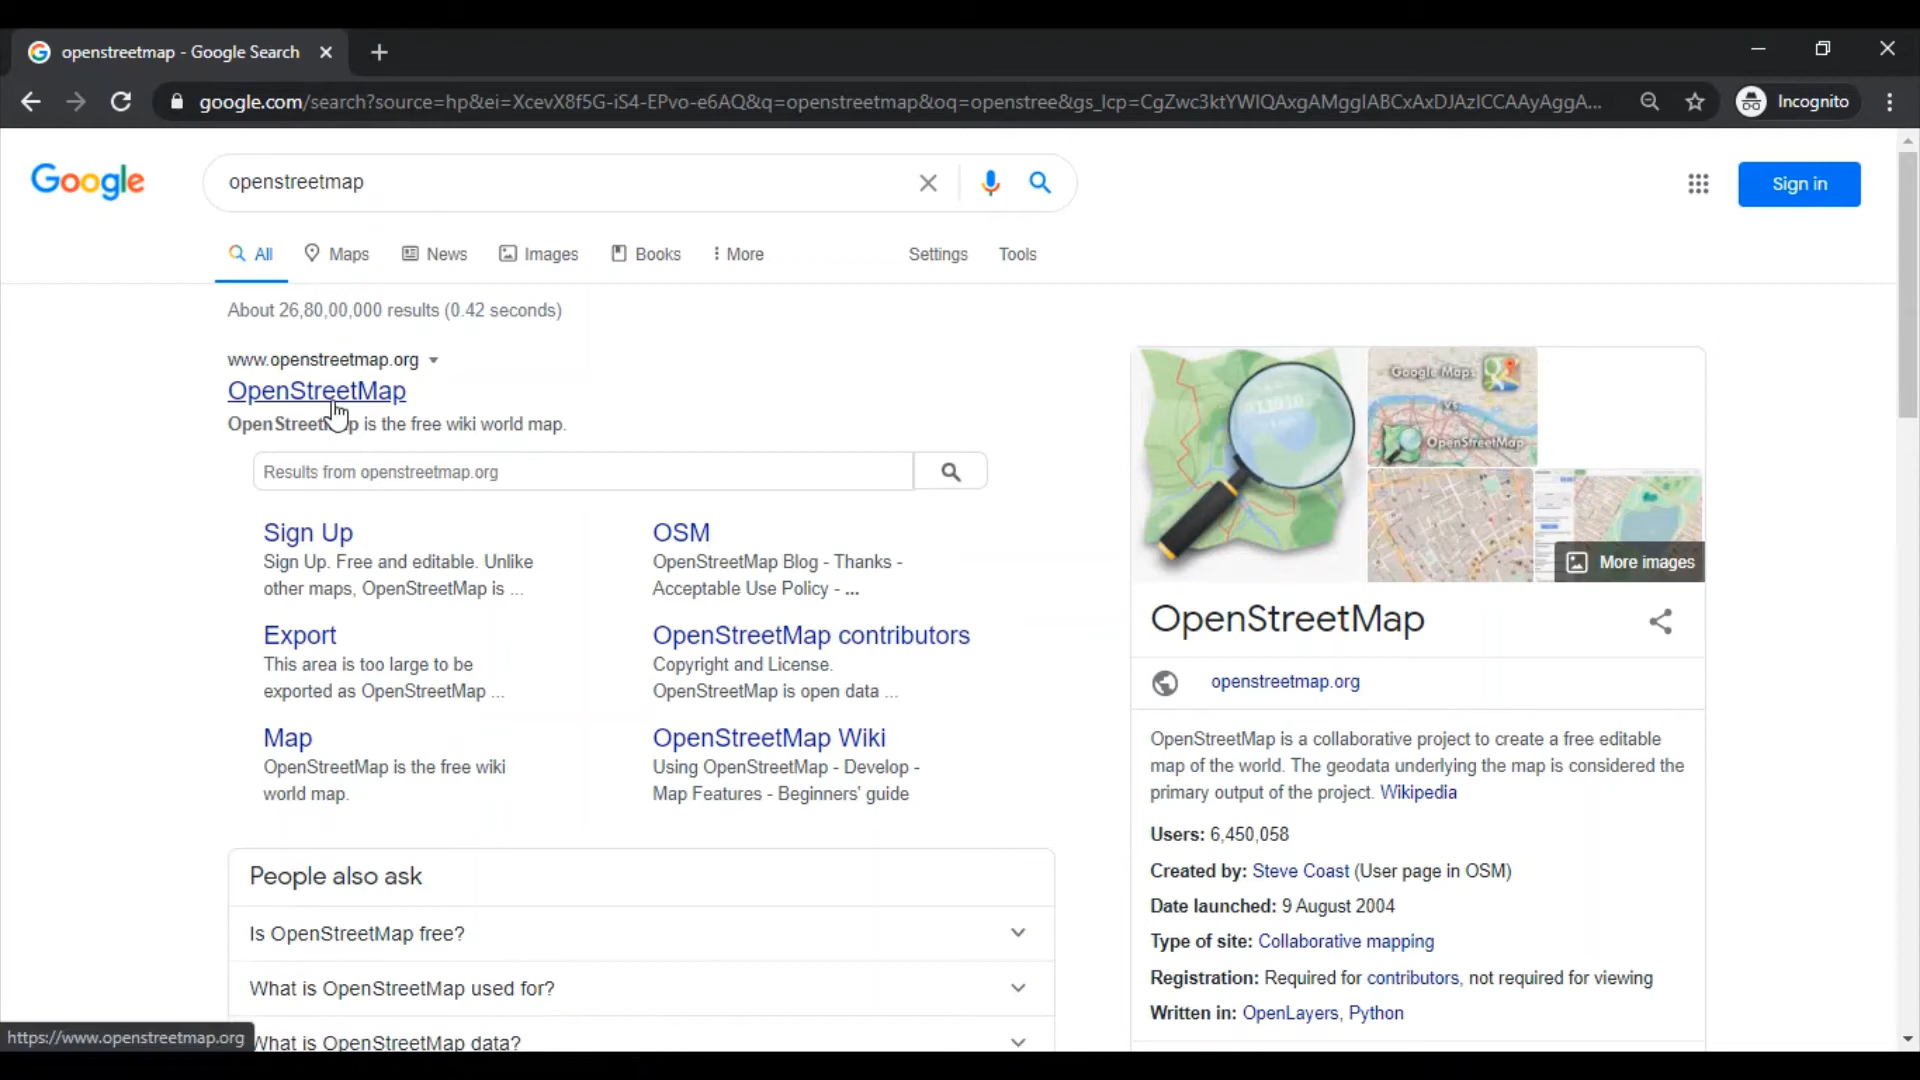 openstreetmap - Google Search
google.com/search?source=hp&ei=XcevX8f5G-iS4-EPvo-e6AQ&q=openstreetmap&oq=openstree&gs_lcp=CgZwc3ktYWIQAxgAMggIABCxAxDJAzICCAAyAggA...
Incognito
Google
openstreetmap
Sign in
All
Maps
News
Images
Books
More
Settings
Tools
About 26,80,00,000 results (0.42 seconds)
www.openstreetmap.org
OpenStreetMap
OpenStreetMap is the free wiki world map.
Results from openstreetmap.org
Sign Up
Sign Up. Free and editable. Unlike
other maps, OpenStreetMap is ...
OSM
OpenStreetMap Blog - Thanks -
Acceptable Use Policy - ...
Export
This area is too large to be
exported as OpenStreetMap ...
OpenStreetMap contributors
Copyright and License.
OpenStreetMap is open data ...
Map
OpenStreetMap is the free wiki
world map.
OpenStreetMap Wiki
Using OpenStreetMap - Develop -
Map Features - Beginners' guide
People also ask
Is OpenStreetMap free?
What is OpenStreetMap used for?
What is OpenStreetMap data?
https://www.openstreetmap.org
Google Maps
vs.
OpenStreetMap
More images
OpenStreetMap
openstreetmap.org
OpenStreetMap is a collaborative project to create a free editable
map of the world. The geodata underlying the map is considered the
primary output of the project. Wikipedia
Users: 6,450,058
Created by: Steve Coast (User page in OSM)
Date launched: 9 August 2004
Type of site: Collaborative mapping
Registration: Required for contributors, not required for viewing
Written in: OpenLayers, Python